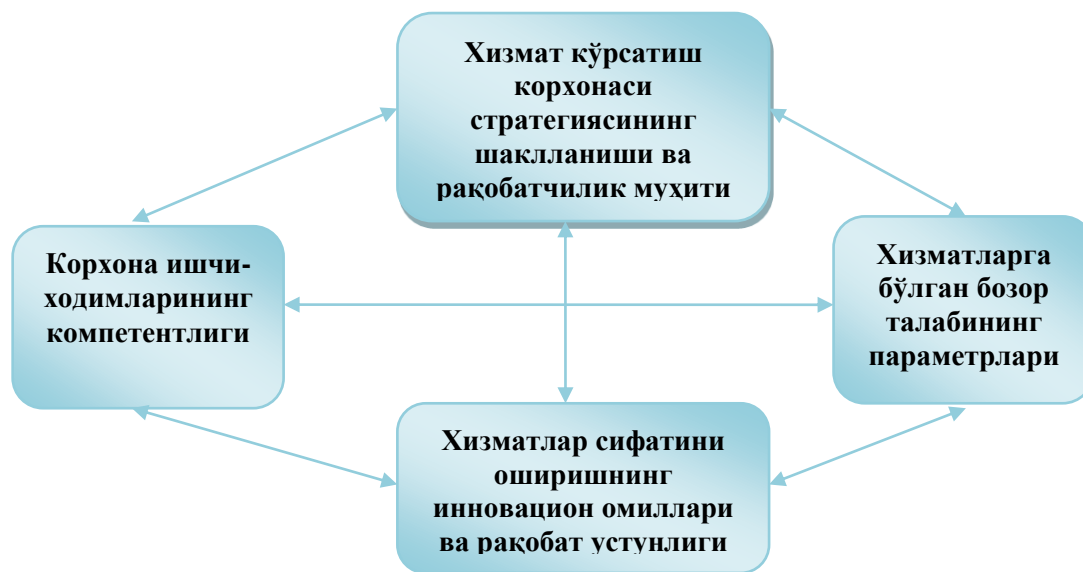 Хизмат кўрсатиш
корхонаси
стратегиясининг
шаклланиши ва
рақобатчилик муҳити
Корхона ишчи-
ходимларининг
компетентлиги
Хизматларга
бўлган бозор
талабининг
параметрлари
Хизматлар сифатини
оширишнинг
инновацион омиллари
ва рақобат устунлиги